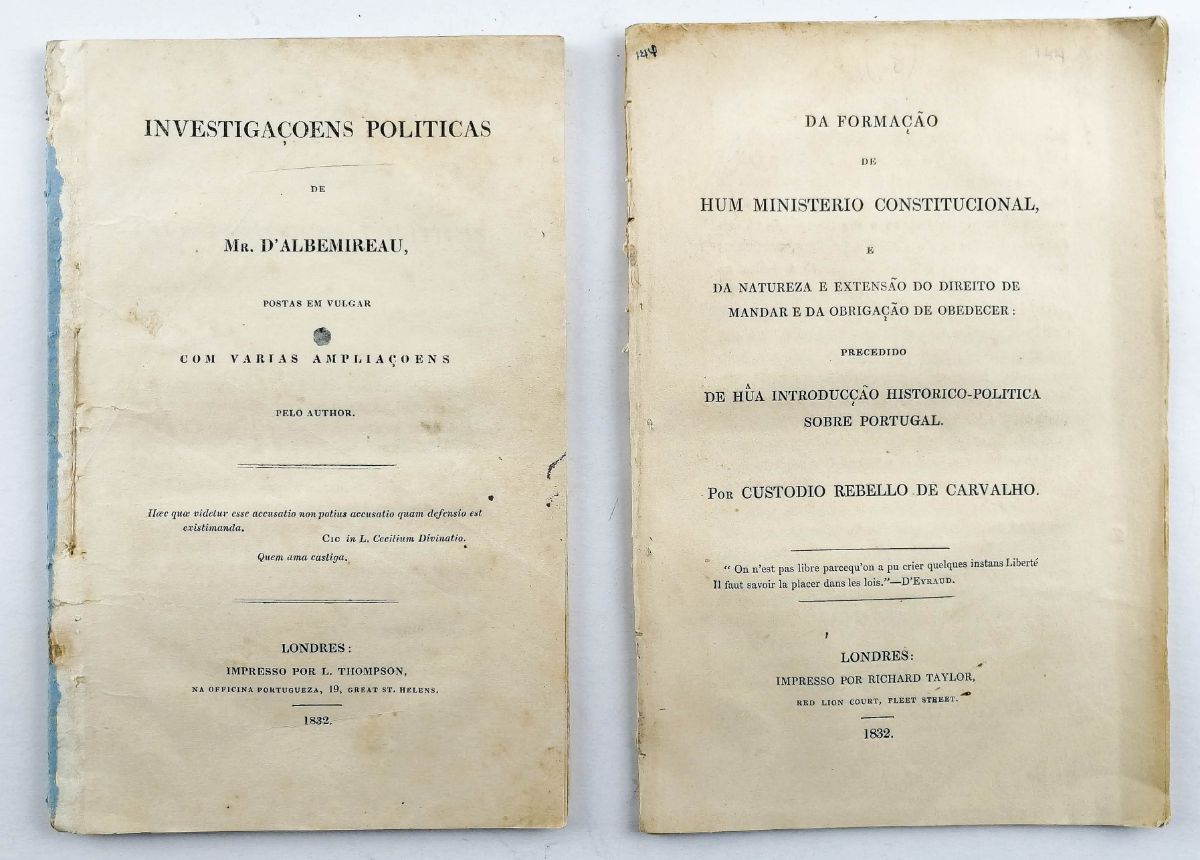 INVESTIGAÇOENS POLITICAS
DE
MR. D'ALBEMIREAU,
POSTAS EM VULGAR
COM VARIAS AMPLIAÇOENS
PELO AUTHOR.
Hæc quæ videtur esse accusatio non potius accusatio quam defensio est
existimanda.
CIC in L. Cecilium Divinatio.
Quem ama castiga.
LONDRES:
IMPRESSO POR L. THOMPSON,
NA OFFICINA PORTUGUEZA, 19, GREAT ST. HELENS.
1832.
144
144
DA FORMAÇÃO
DE
HUM MINISTERIO CONSTITUCIONAL,
E
DA NATUREZA E EXTENSÃO DO DIREITO DE
MANDAR E DA OBRIGAÇÃO DE OBEDECER:
PRECEDIDO
DE HÛA INTRODUCÇÃO HISTORICO-POLITICA
SOBRE PORTUGAL.
POR CUSTODIO REBELLO DE CARVALHO.
“ On n'est pas libre parcequ'on a pu crier quelques instans Liberté
Il faut savoir la placer dans les lois.”—D'EYRAUD.
LONDRES:
IMPRESSO POR RICHARD TAYLOR,
RED LION COURT, FLEET STREET.
1832.